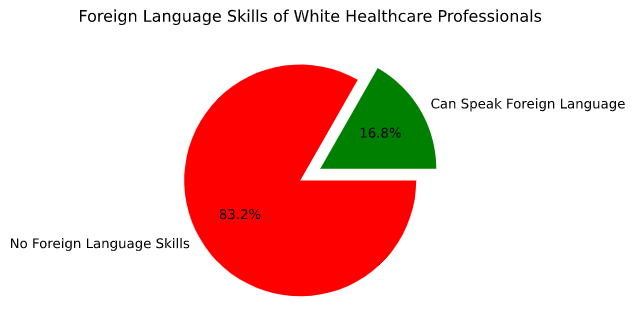 Foreign Language Skills of White Healthcare Professionals
Can Speak Foreign Language
16.8%
83.2%
No Foreign Language Skills